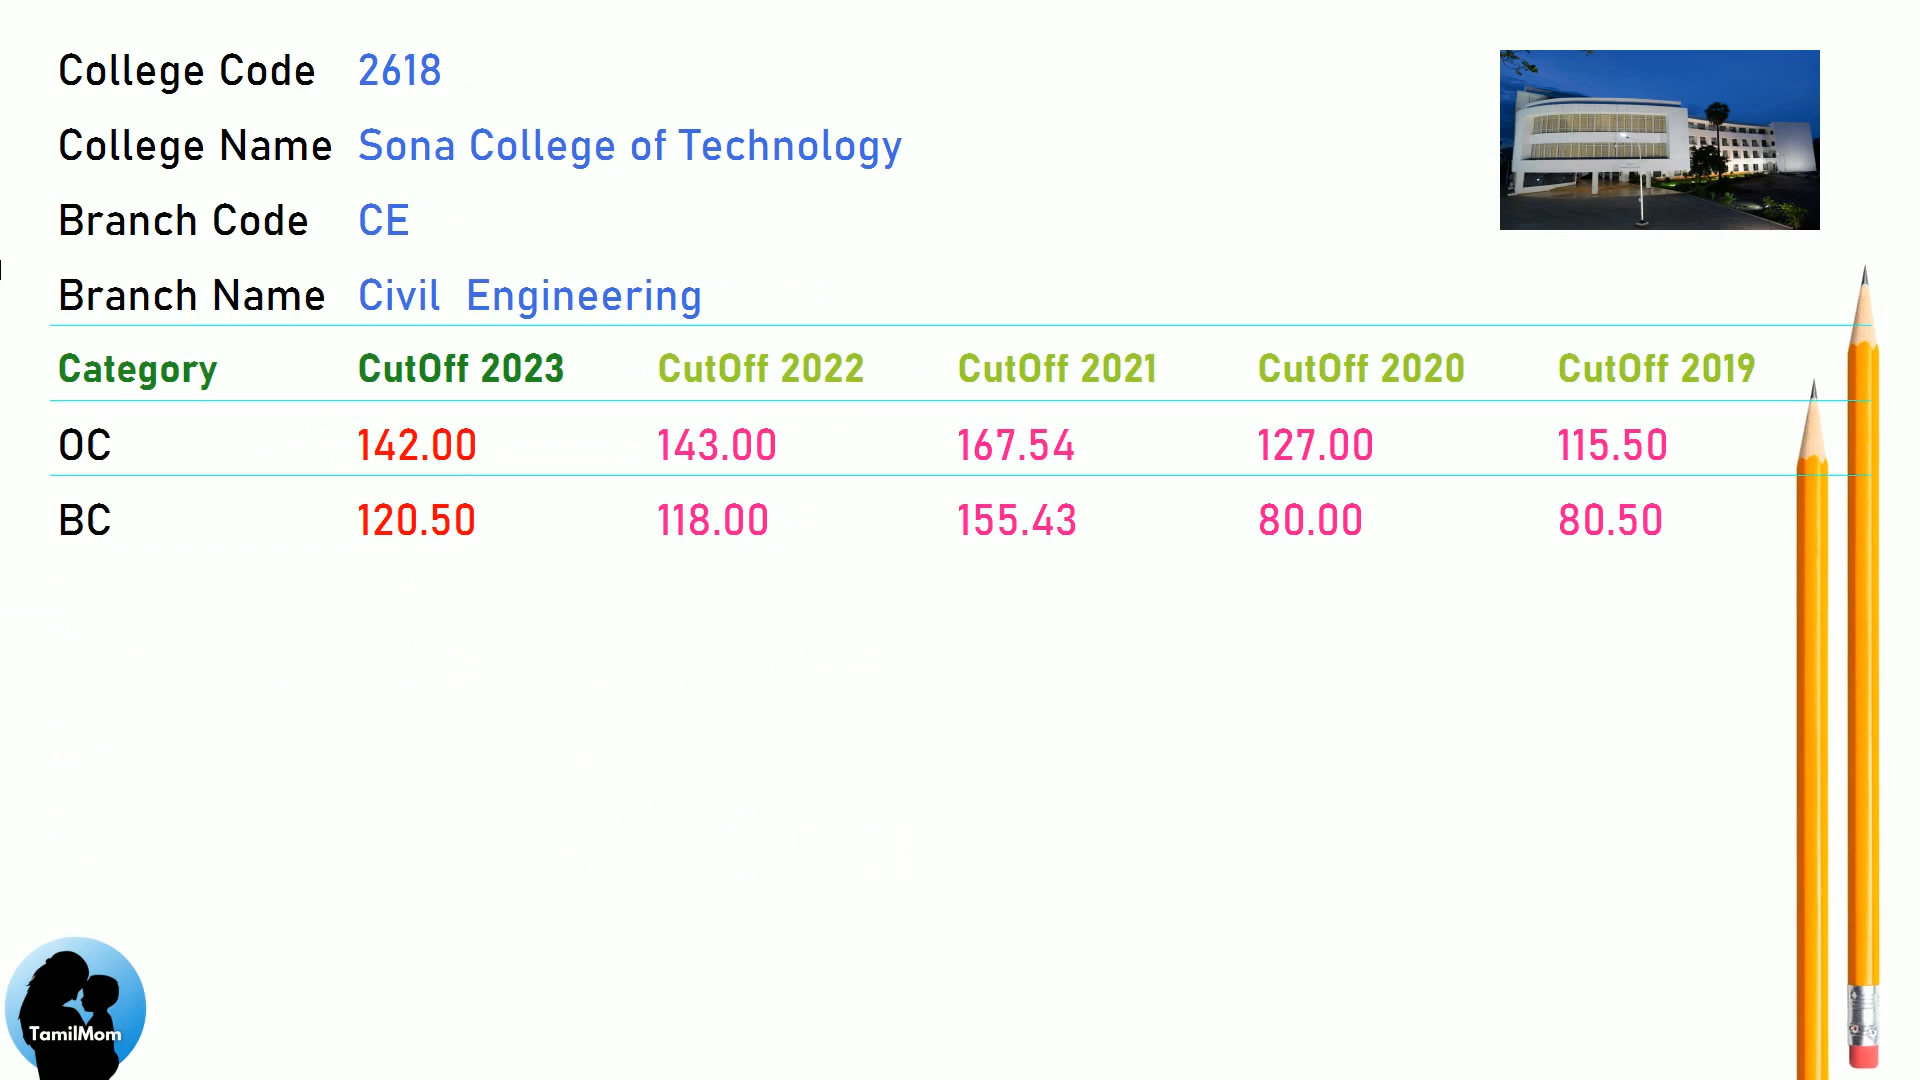 College Code 2618
College Name Sona College of Technology
Branch Code CE
Branch Name Civil Engineering
Category CutOff 2023 CutOff 2022 CutOff 2021 CutOff 2020 CutOff 2019
OC 142.00 143.00 167.54 127.00 115.50
BC 120.50 118.00 155.43 80.00 80.50
TamilMom